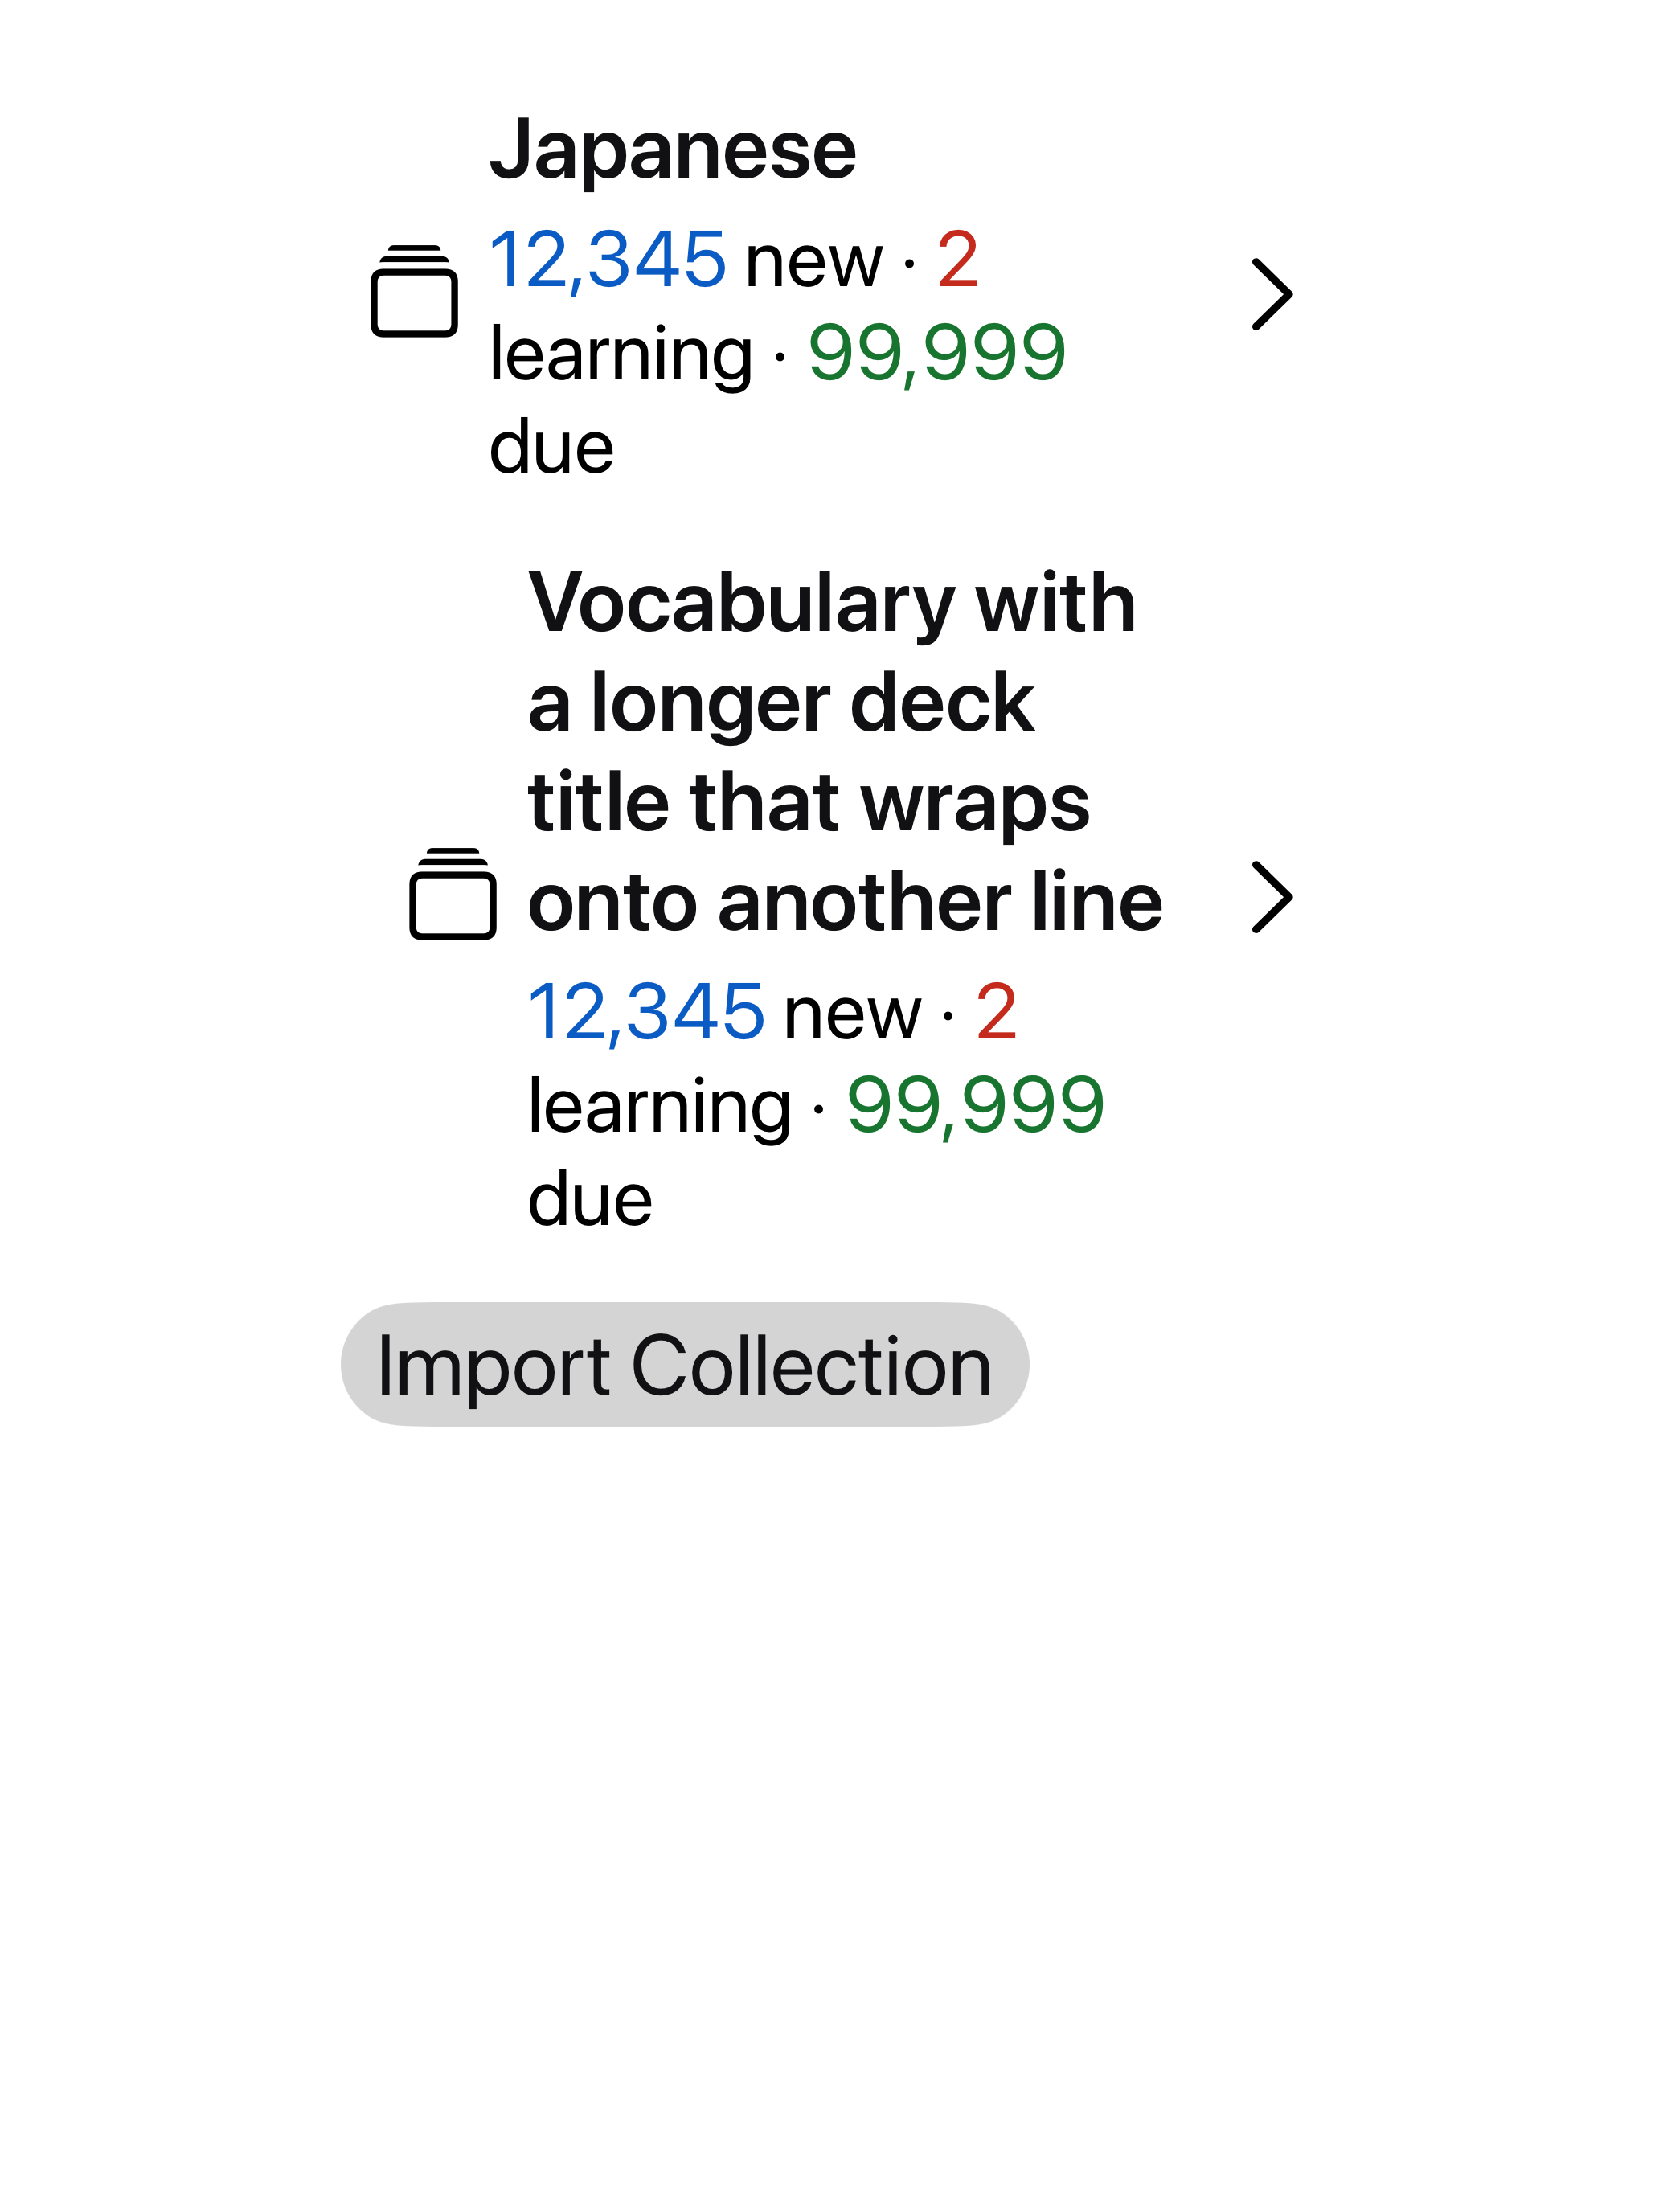 Japanese
12,345 new · 2
learning · 99,999
due
Vocabulary with
a longer deck
title that wraps
onto another line
12,345 new · 2
learning · 99,999
due
Import Collection